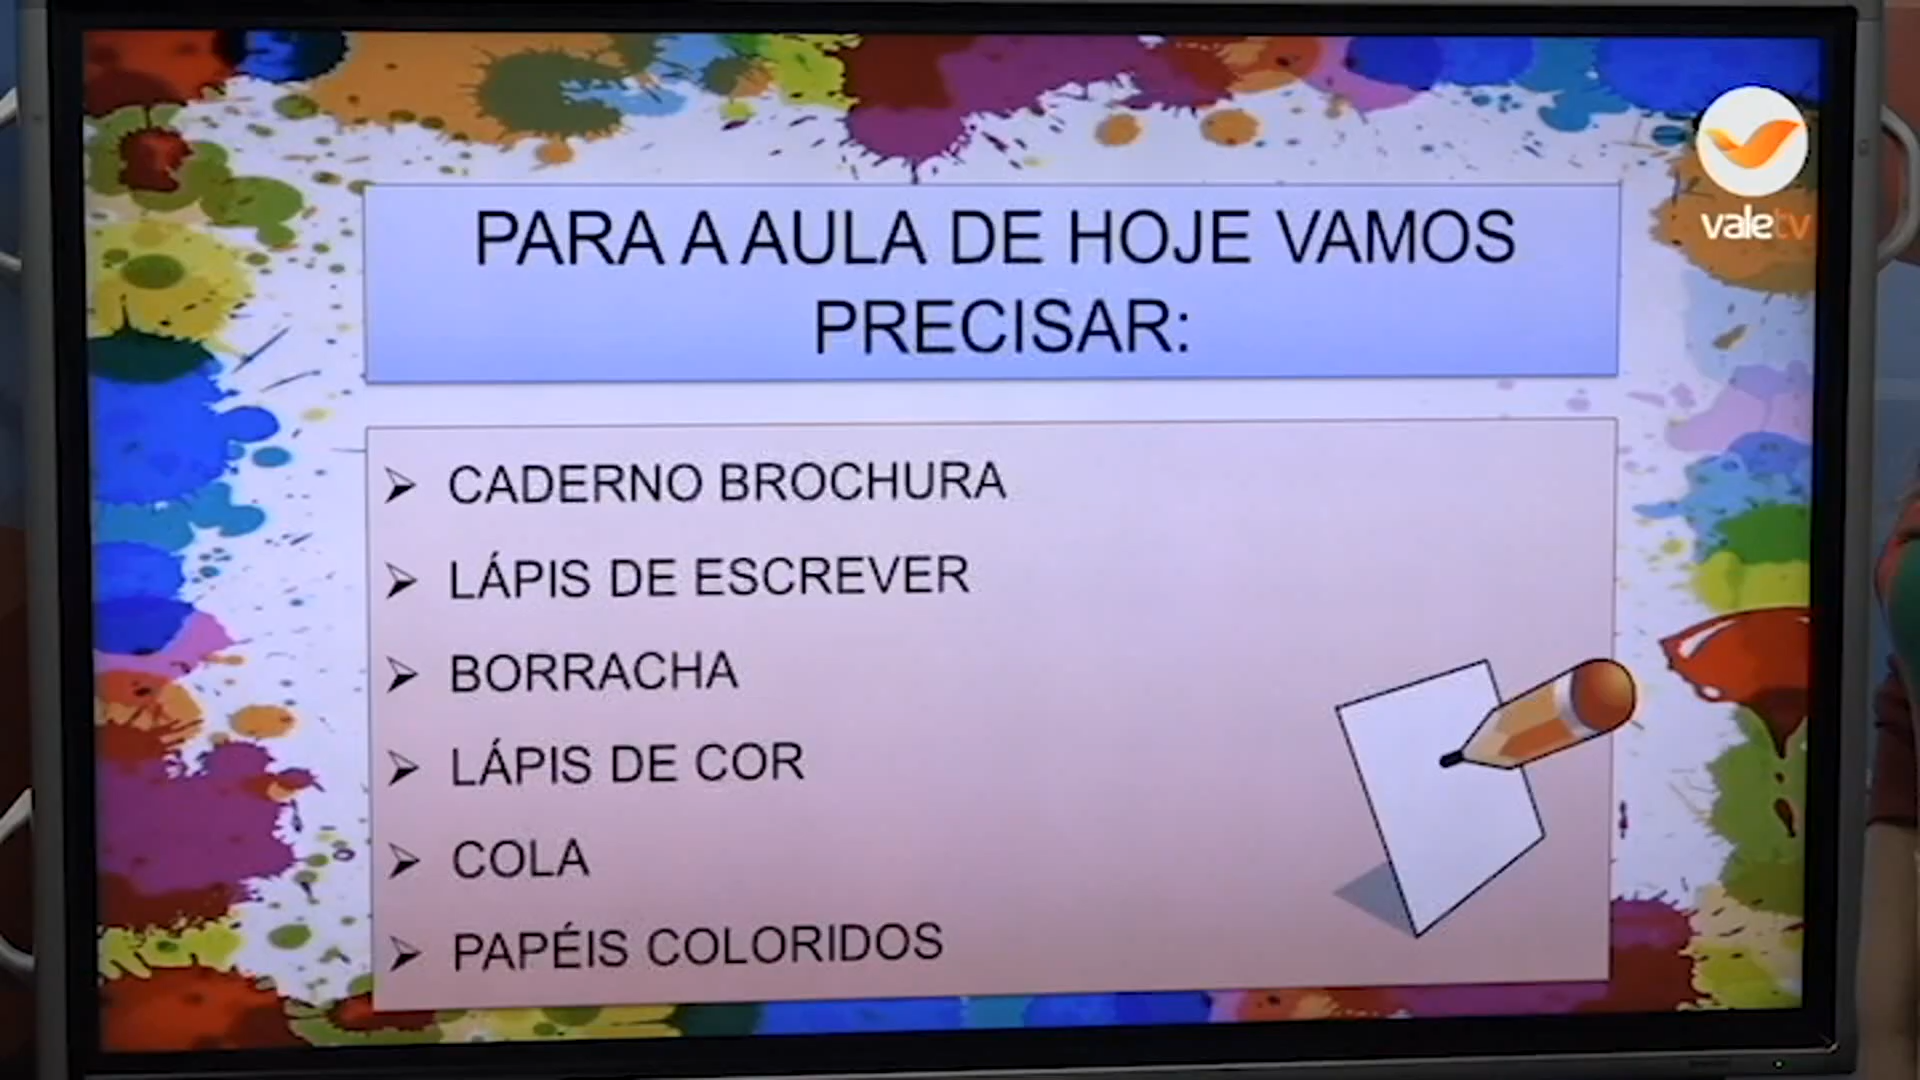 valetv
PARA A AULA DE HOJE VAMOS
PRECISAR:
CADERNO BROCHURA
LÁPIS DE ESCREVER
BORRACHA
LÁPIS DE COR
COLA
PAPÉIS COLORIDOS